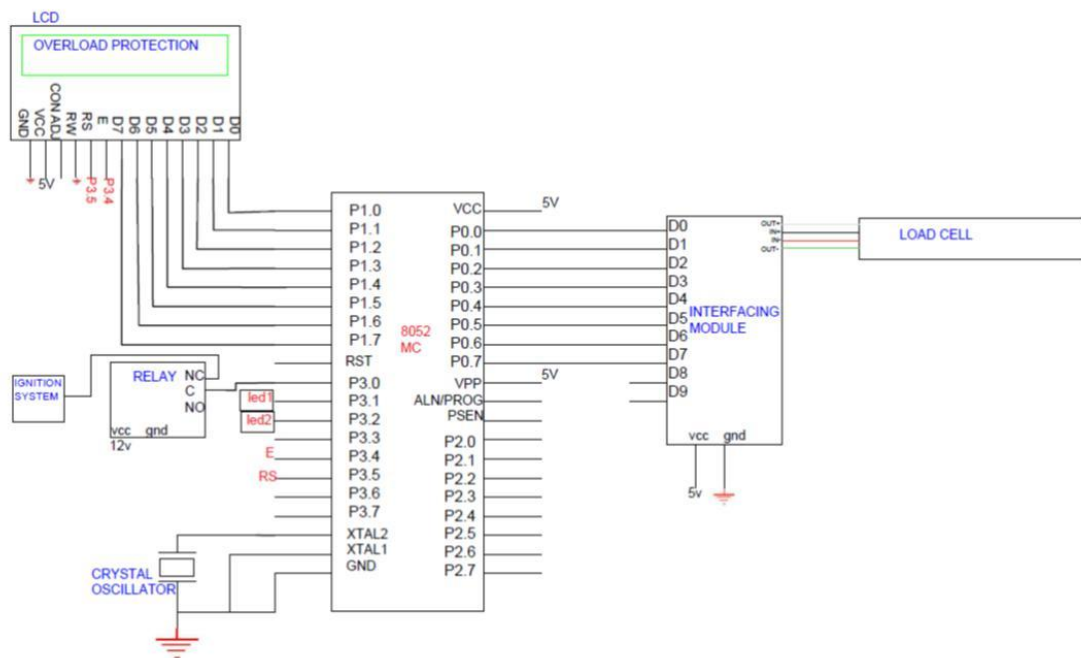 LCD
OVERLOAD PROTECTION
GND
VCC
CON ADJ
RW
RS
E
D7
D6
D5
D4
D3
D2
D1
D0
5V
P3.5
P3.4
P1.0
P1.1
P1.2
P1.3
P1.4
P1.5
P1.6
P1.7
RST
P3.0
P3.1
P3.2
P3.3
P3.4
P3.5
P3.6
P3.7
XTAL2
XTAL1
GND
8052
MC
VCC
P0.0
P0.1
P0.2
P0.3
P0.4
P0.5
P0.6
P0.7
VPP
ALN/PROG
PSEN
P2.0
P2.1
P2.2
P2.3
P2.4
P2.5
P2.6
P2.7
5V
5V
D0
D1
D2
D3
D4
D5
D6
D7
D8
D9
INTERFACING
MODULE
OUT+
IN+
IN-
OUT-
vcc gnd
5v
LOAD CELL
IGNITION
SYSTEM
RELAY
NC
C
NO
vcc gnd
12v
led1
led2
E
RS
CRYSTAL
OSCILLATOR